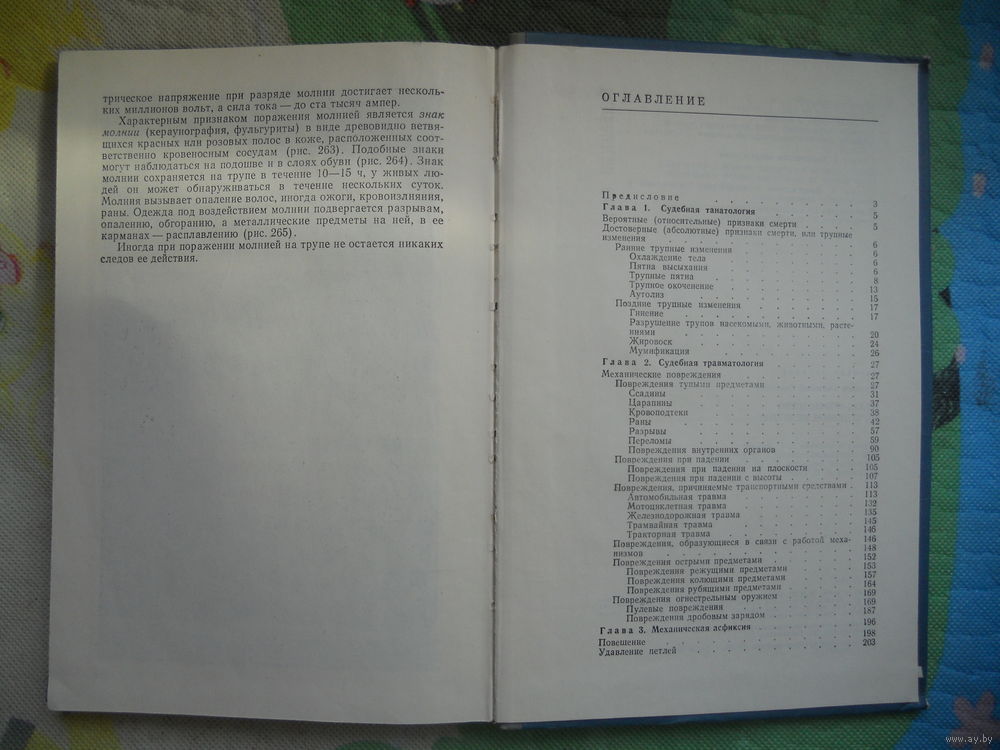 трическое напряжение при разряде молнии достигает несколь-
ких миллионов вольт, а сила тока — до ста тысяч ампер.
Характерным признаком поражения молнией является знак
молнии (кераунография, фульгуриты) в виде древовидно ветвя-
щихся красных или розовых полос в коже, расположенных соот-
ветственно кровеносным сосудам (рис. 263). Подобные знаки
могут наблюдаться на подошве и в слоях обуви (рис. 264). Знак
молнии сохраняется на трупе в течение 10—15 ч, у живых лю-
дей он может обнаруживаться в течение нескольких суток.
Молния вызывает опаление волос, иногда ожоги, кровоизлияния,
раны. Одежда под воздействием молнии подвергается разрывам,
опалению, обгоранию, а металлические предметы на ней, в ее
карманах — расплавлению (рис. 265).
Иногда при поражении молнией на трупе не остается никаких
следов ее действия.
ОГЛАВЛЕНИЕ
Предисловие 3
Глава 1. Судебная танатология 5
Вероятные (относительные) признаки смерти 5
Достоверные (абсолютные) признаки смерти, или трупные
изменения 6
Ранние трупные изменения 6
Охлаждение тела 6
Пятна высыхания 6
Трупные пятна 8
Трупное окоченение 13
Аутолиз 15
Поздние трупные изменения 17
Гниение 17
Разрушение трупов насекомыми, животными, расте-
ниями 20
Жировоск 24
Мумификация 26
Глава 2. Судебная травматология 27
Механические повреждения 27
Повреждения тупыми предметами 27
Ссадины 31
Царапины 37
Кровоподтеки 38
Раны 42
Разрывы 57
Переломы 59
Повреждения внутренних органов 90
Повреждения при падении 105
Повреждения при падении на плоскости 105
Повреждения при падении с высоты 107
Повреждения, причиняемые транспортными средствами 113
Автомобильная травма 113
Мотоциклетная травма 132
Железнодорожная травма 135
Трамвайная травма 145
Тракторная травма 146
Повреждения, образующиеся в связи с работой меха- 146
низмов 148
Повреждения острыми предметами 152
Повреждения режущими предметами 153
Повреждения колющими предметами 157
Повреждения рубящими предметами 164
Повреждения огнестрельным оружием 169
Пулевые повреждения 169
Повреждения дробовым зарядом 187
Глава 3. Механическая асфиксия 196
Повешение 198
Удавление петлей 203
www.ay.by